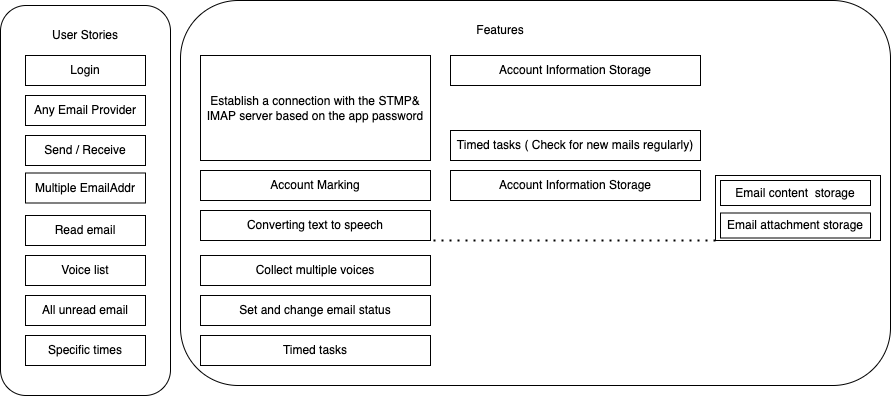 User Stories
Login
Any Email Provider
Send / Receive
Multiple EmailAddr
Read email
Voice list
All unread email
Specific times
Features
Establish a connection with the STMP&
IMAP server based on the app password
Account Information Storage
Timed tasks ( Check for new mails regularly)
Account Marking
Account Information Storage
Email content  storage
Email attachment storage
Converting text to speech
Collect multiple voices
Set and change email status
Timed tasks